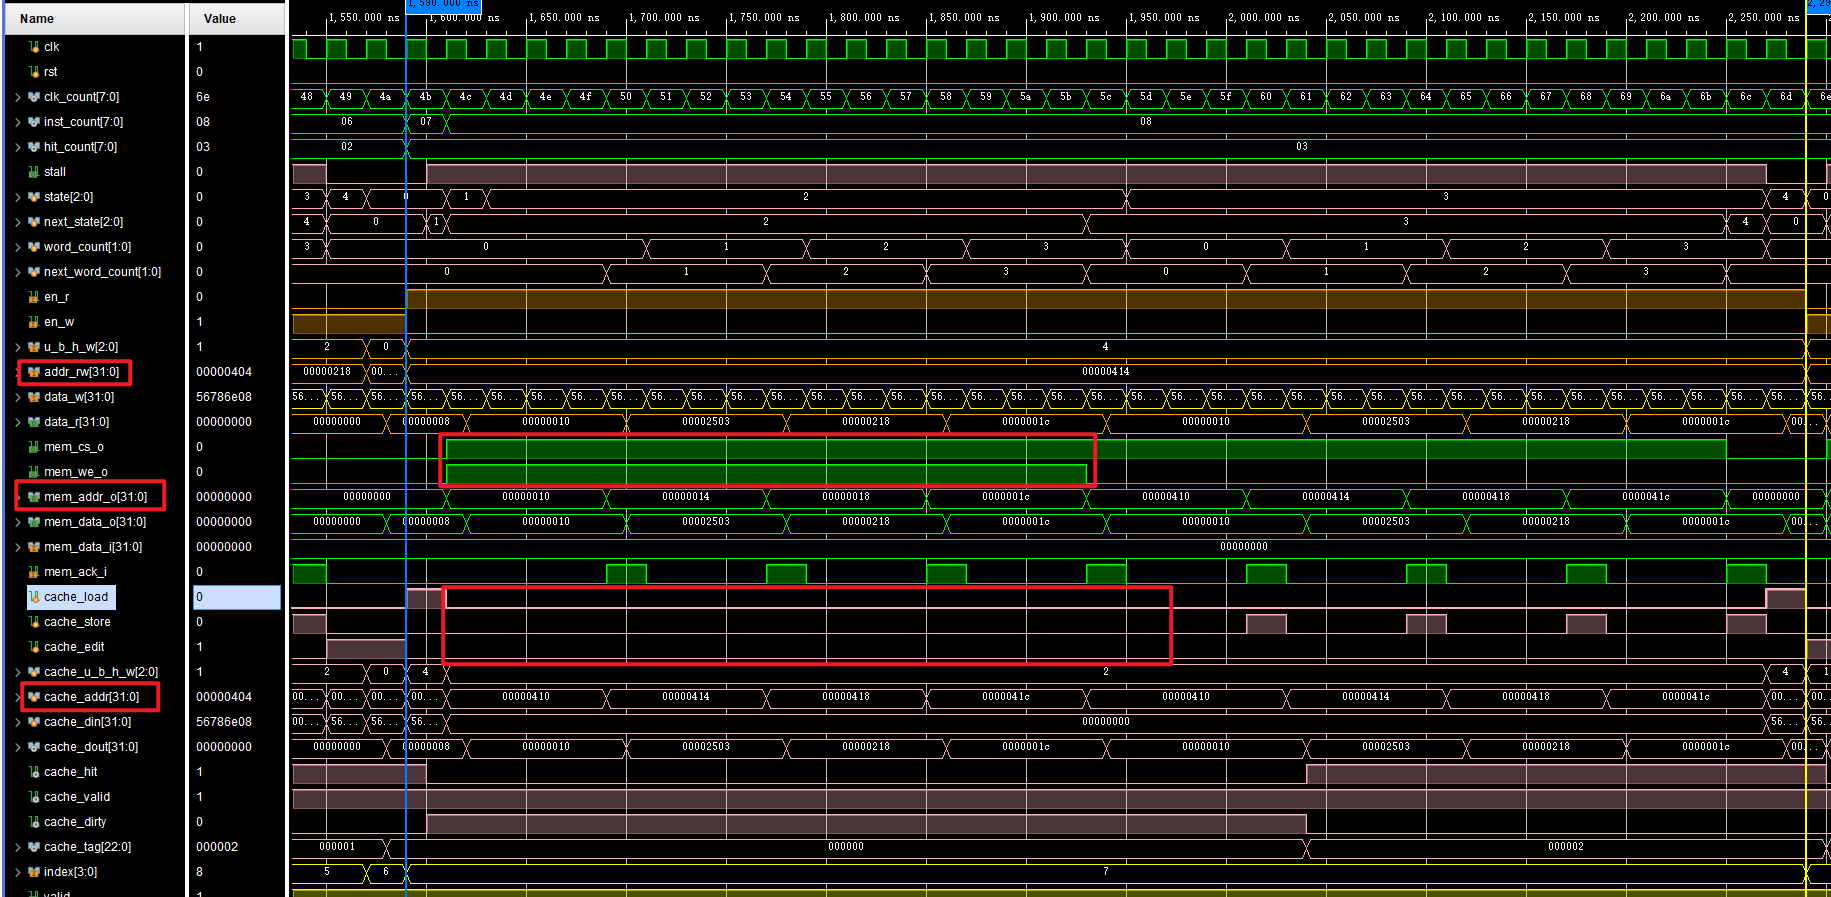 Name Value 1,590.000 ns 2,29
1,550.000 ns 1,600.000 ns 1,650.000 ns 1,700.000 ns 1,750.000 ns 1,800.000 ns 1,850.000 ns 1,900.000 ns 1,950.000 ns 2,000.000 ns 2,050.000 ns 2,100.000 ns 2,150.000 ns 2,200.000 ns 2,250.000 ns
clk 1
rst 0
clk_count[7:0] 6e 48 49 4a 4b 4c 4d 4e 4f 50 51 52 53 54 55 56 57 58 59 5a 5b 5c 5d 5e 5f 60 61 62 63 64 65 66 67 68 69 6a 6b 6c 6d 6e
inst_count[7:0] 08 06 07 08
hit_count[7:0] 03 02 03
stall 0
state[2:0] 0 3 4 0 1 2 3 4 0
next_state[2:0] 0 4 0 1 2 3 4 0
word_count[1:0] 0 3 0 1 2 3 0 1 2 3
next_word_count[1:0] 0 0 1 2 3 0 1 2 3
en_r 0
en_w 1
u_b_h_w[2:0] 1 2 0 4
addr_rw[31:0] 00000404 00000218 00... 00000414
data_w[31:0] 56786e08 56... 56... 56... 56... 56... 56... 56... 56... 56... 56... 56... 56... 56... 56... 56... 56... 56... 56... 56... 56... 56... 56... 56... 56... 56... 56... 56... 56... 56... 56... 56... 56... 56... 56... 56... 56... 56... 56... 56...
data_r[31:0] 00000000 00000000 00000008 00000010 00002503 00000218 0000001c 00000010 00002503 00000218 0000001c 00...
mem_cs_o 0
mem_we_o 0
mem_addr_o[31:0] 00000000 00000000 00000010 00000014 00000018 0000001c 00000410 00000414 00000418 0000041c 00000000
mem_data_o[31:0] 00000000 00000000 00000008 00000010 00002503 00000218 0000001c 00000010 00002503 00000218 0000001c 00...
mem_data_i[31:0] 00000000 00000000
mem_ack_i 0
cache_load 0
cache_store 0
cache_edit 1
cache_u_b_h_w[2:0] 1 2 0 4 2 4 1
cache_addr[31:0] 00000404 00... 00... 00... 00... 00000410 00000414 00000418 0000041c 00000410 00000414 00000418 0000041c 00... 00...
cache_din[31:0] 56786e08 00... 56... 56... 56... 00000000 56... 56...
cache_dout[31:0] 00000000 00000000 00000008 00000010 00002503 00000218 0000001c 00000010 00002503 00000218 0000001c 00...
cache_hit 1
cache_valid 1
cache_dirty 0
cache_tag[22:0] 000002 000001 000000 000002
index[3:0] 8 5 6 7